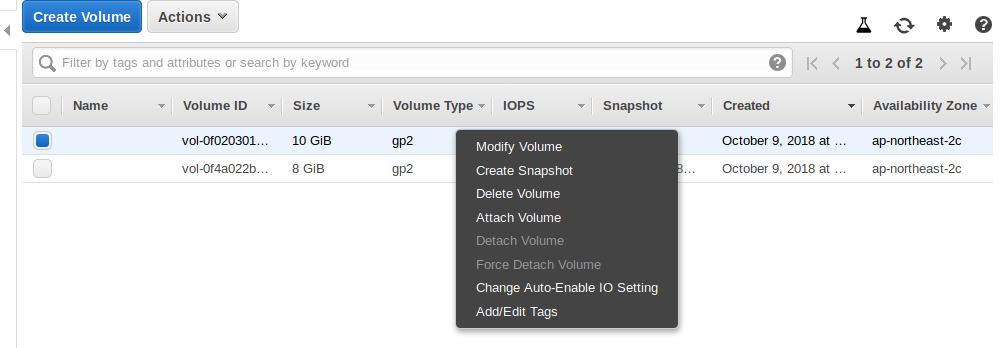 Create Volume Actions
Filter by tags and attributes or search by keyword
1 to 2 of 2
Name Volume ID Size Volume Type IOPS Snapshot Created Availability Zone
vol-0f020301... 10 GiB gp2 October 9, 2018 at ... ap-northeast-2c
vol-0f4a022b... 8 GiB gp2 8... October 9, 2018 at ... ap-northeast-2c
Modify Volume
Create Snapshot
Delete Volume
Attach Volume
Detach Volume
Force Detach Volume
Change Auto-Enable IO Setting
Add/Edit Tags